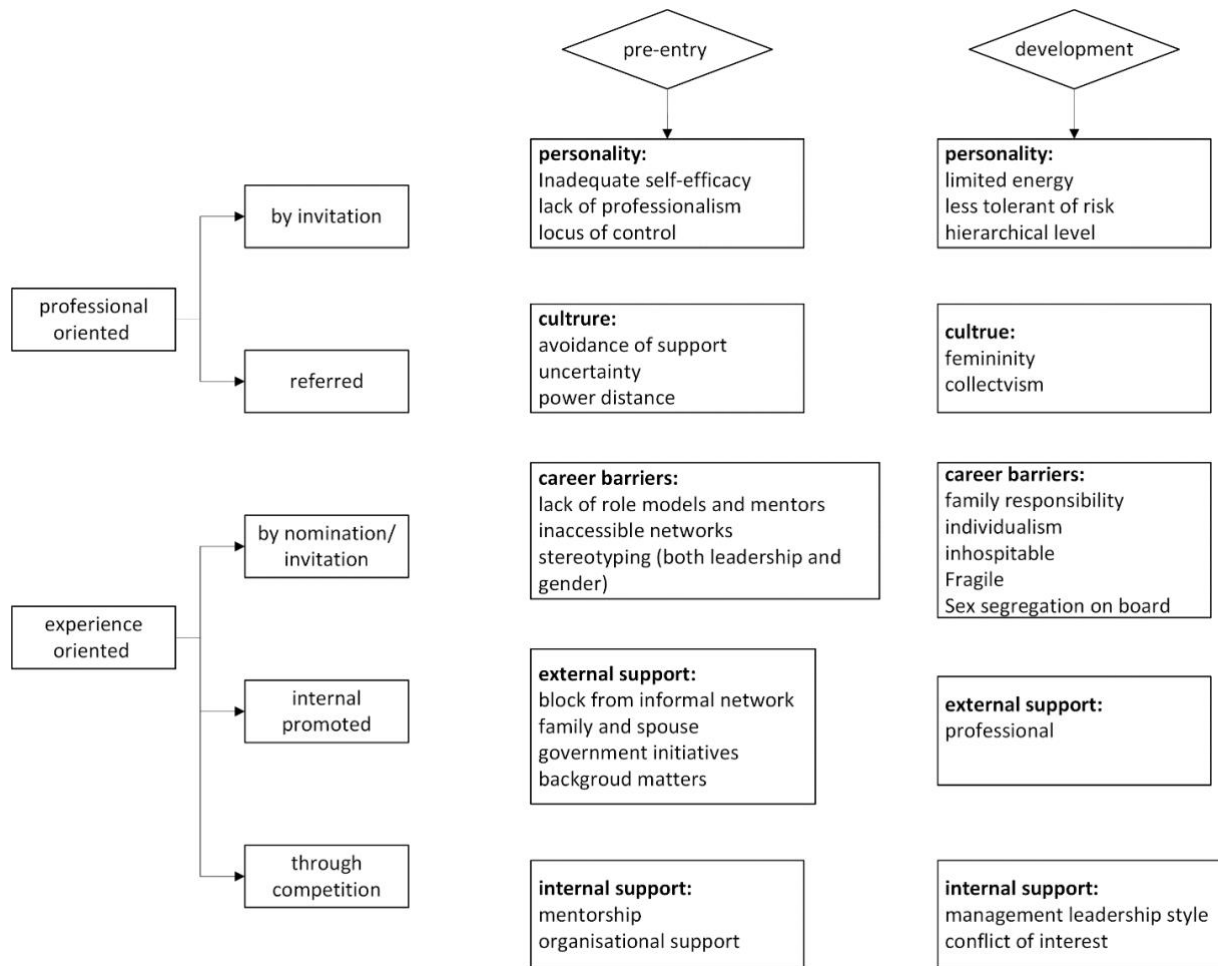 pre-entry
development
professional
oriented
by invitation
referred
experience
oriented
by nomination/
invitation
internal
promoted
through
competition
personality:
Inadequate self-efficacy
lack of professionalism
locus of control
cultrure:
avoidance of support
uncertainty
power distance
career barriers:
lack of role models and mentors
inaccessible networks
stereotyping (both leadership and
gender)
external support:
block from informal network
family and spouse
government initiatives
backgroud matters
internal support:
mentorship
organisational support
personality:
limited energy
less tolerant of risk
hierarchical level
cultrue:
femininity
collectvism
career barriers:
family responsibility
individualism
inhospitable
Fragile
Sex segregation on board
external support:
professional
internal support:
management leadership style
conflict of interest